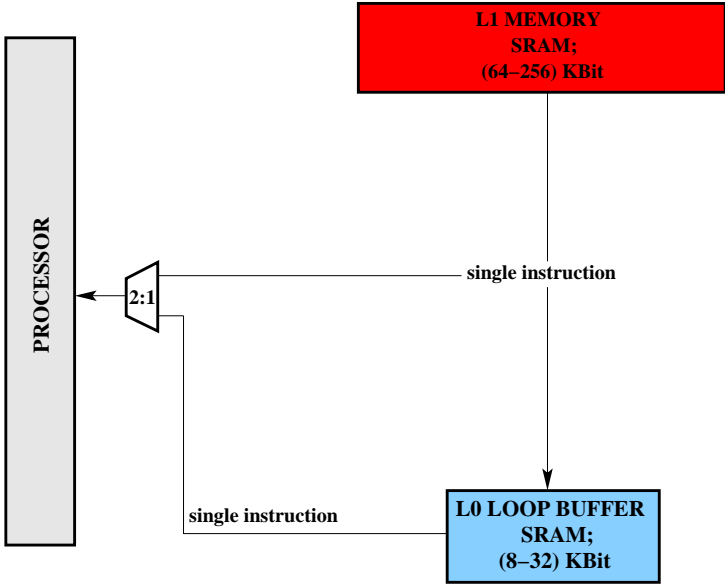 L1 MEMORY
SRAM;
(64−256) KBit
PROCESSOR
single instruction
2:1
single instruction
L0 LOOP BUFFER
SRAM;
(8−32) KBit